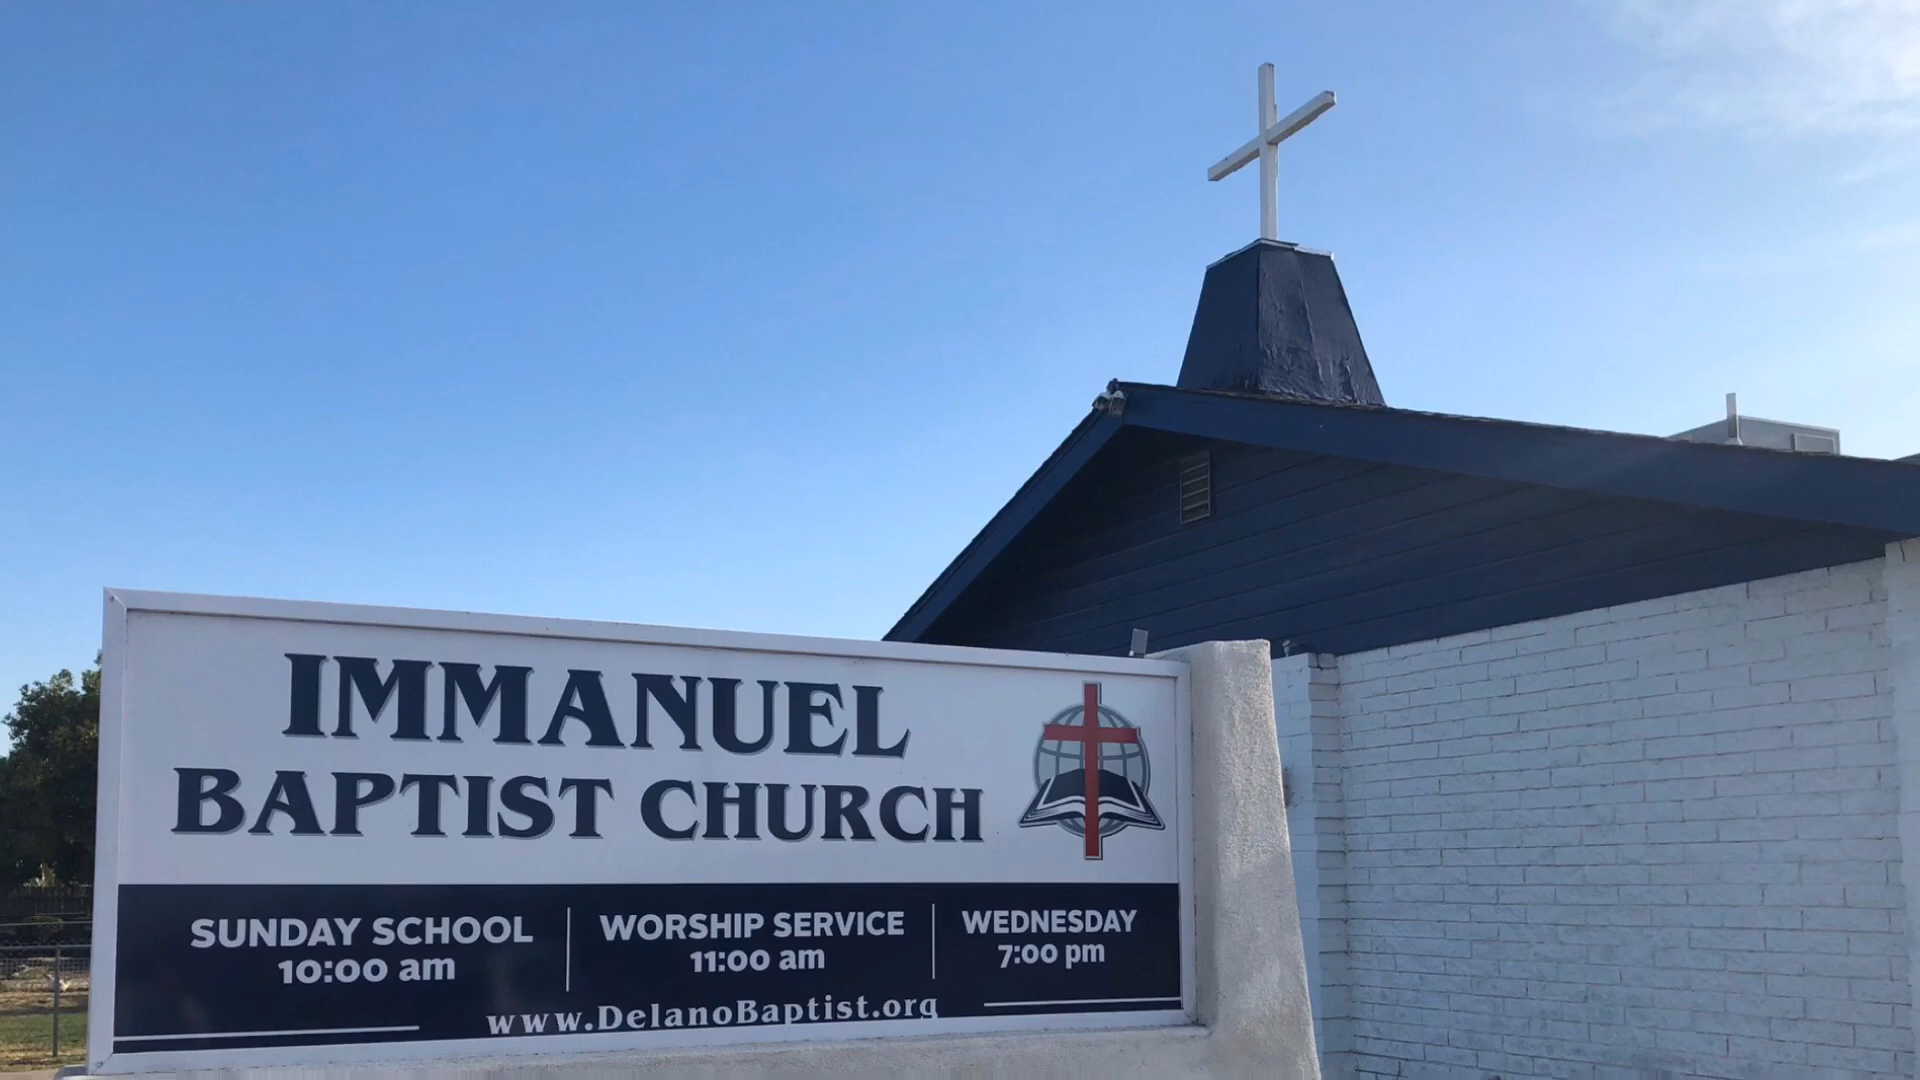 IMMANUEL
BAPTIST CHURCH
SUNDAY SCHOOL
10:00 am
WORSHIP SERVICE
11:00 am
WEDNESDAY
7:00 pm
www.DelanoBaptist.org